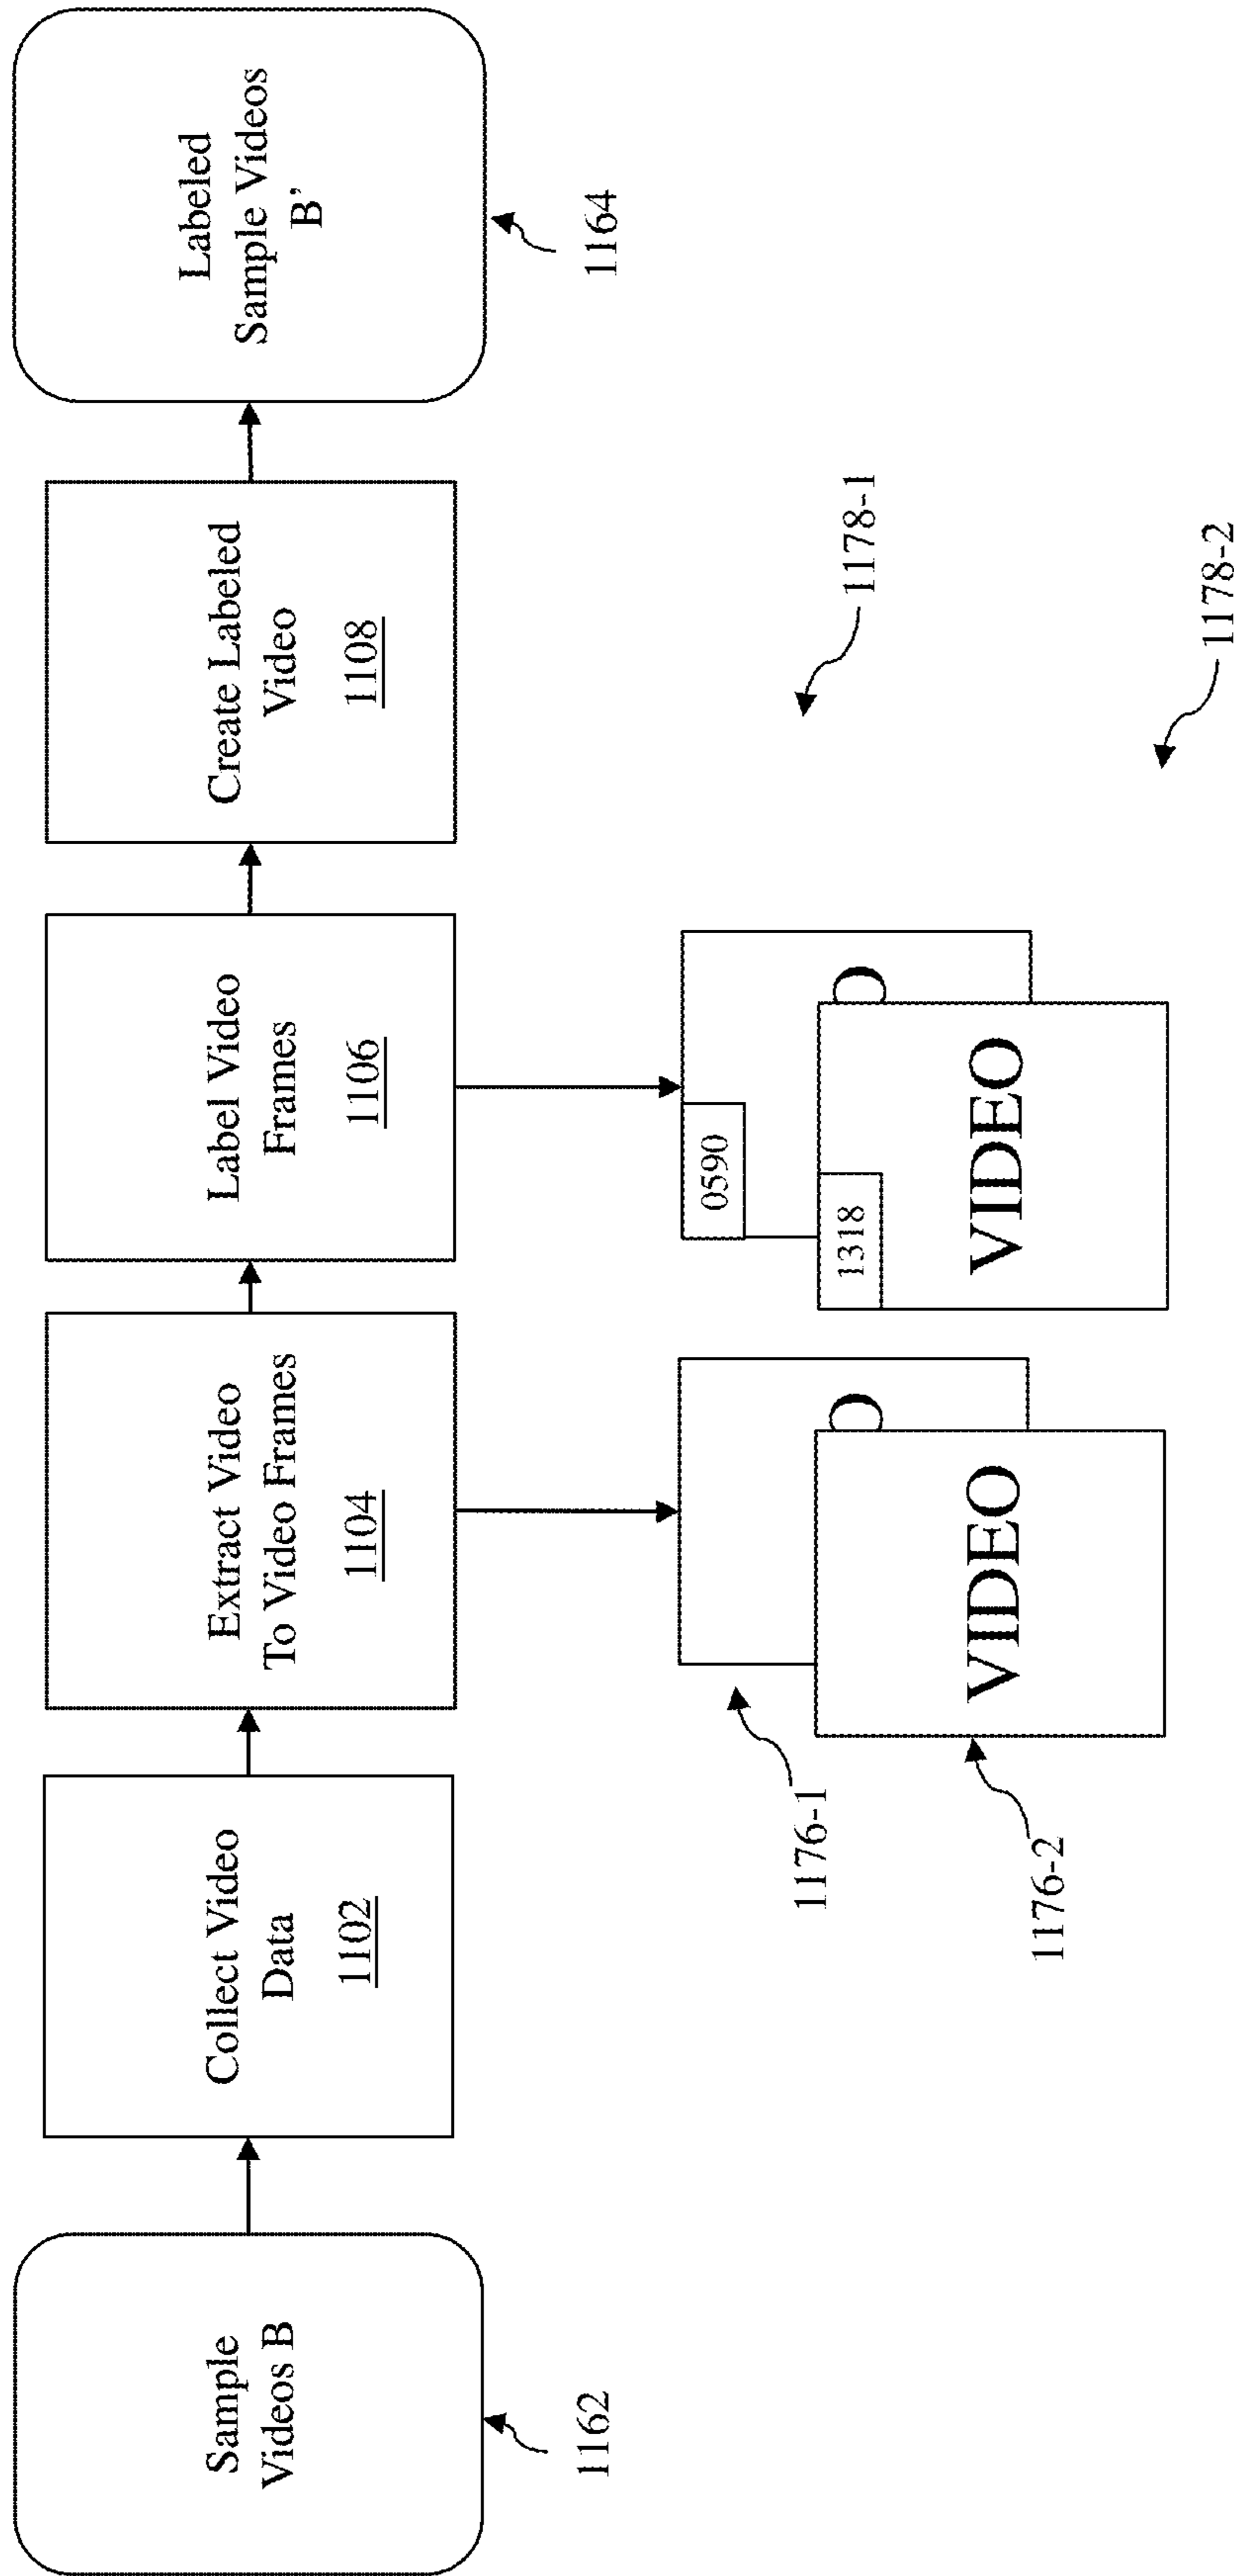 Sample
Videos B
1162
Collect Video
Data
1102
Extract Video
To Video Frames
1104
Label Video
Frames
1106
Create Labeled
Video
1108
Labeled
Sample Videos
B’
1164
1176-1
O
VIDEO
1176-2
0590
O
1318
VIDEO
1178-1
1178-2